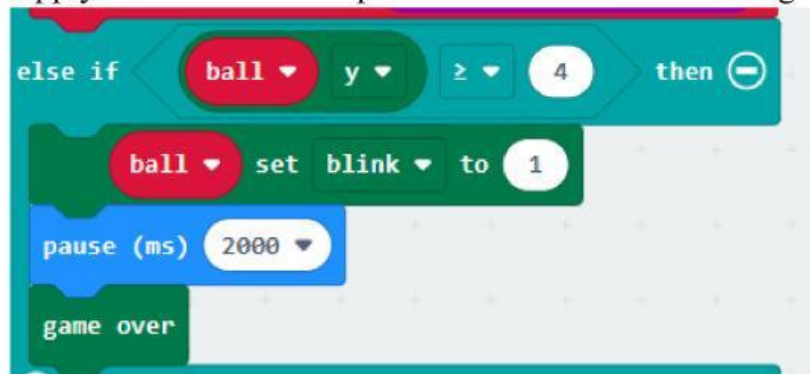 else if ball y ≥ 4 then
ball set blink to 1
pause (ms) 2000
game over